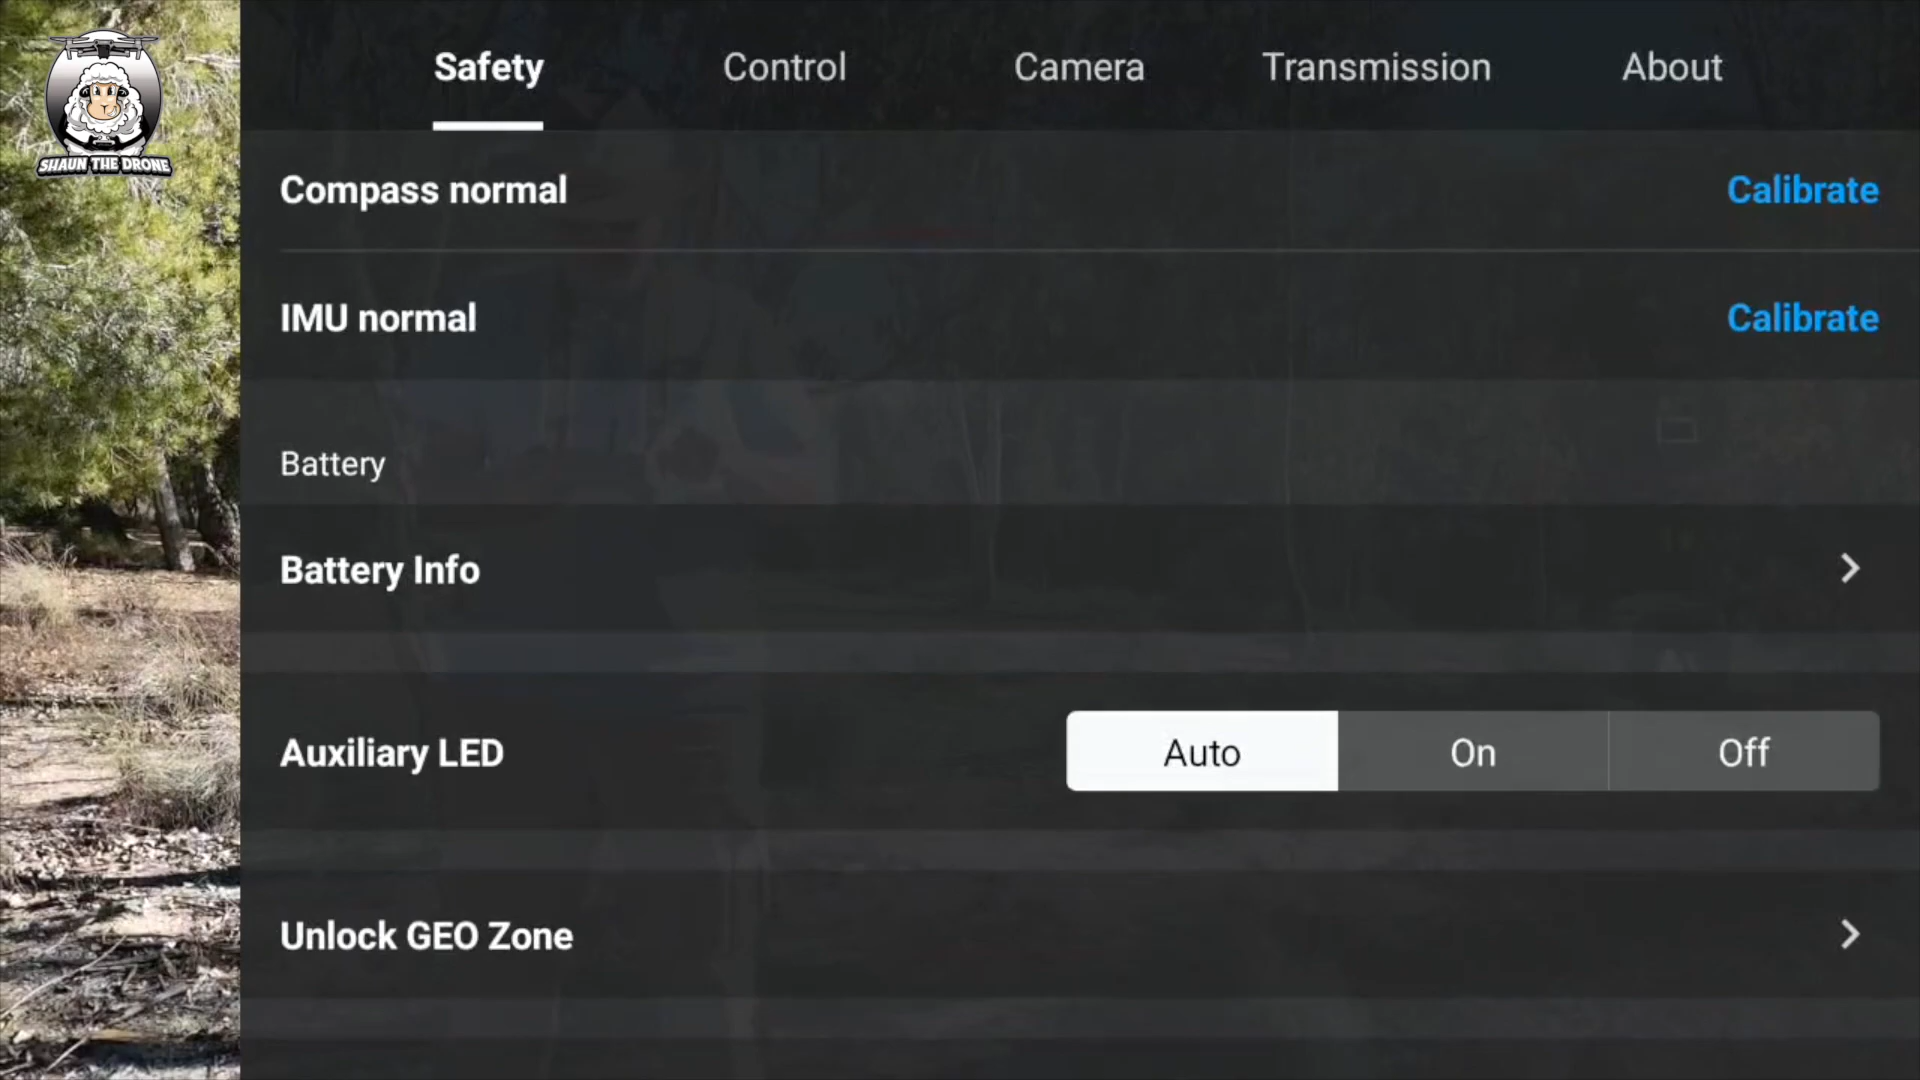 SHAUN THE DRONE
Safety Control Camera Transmission About
Compass normal Calibrate
IMU normal Calibrate
Battery
Battery Info
Auxiliary LED Auto On Off
Unlock GEO Zone